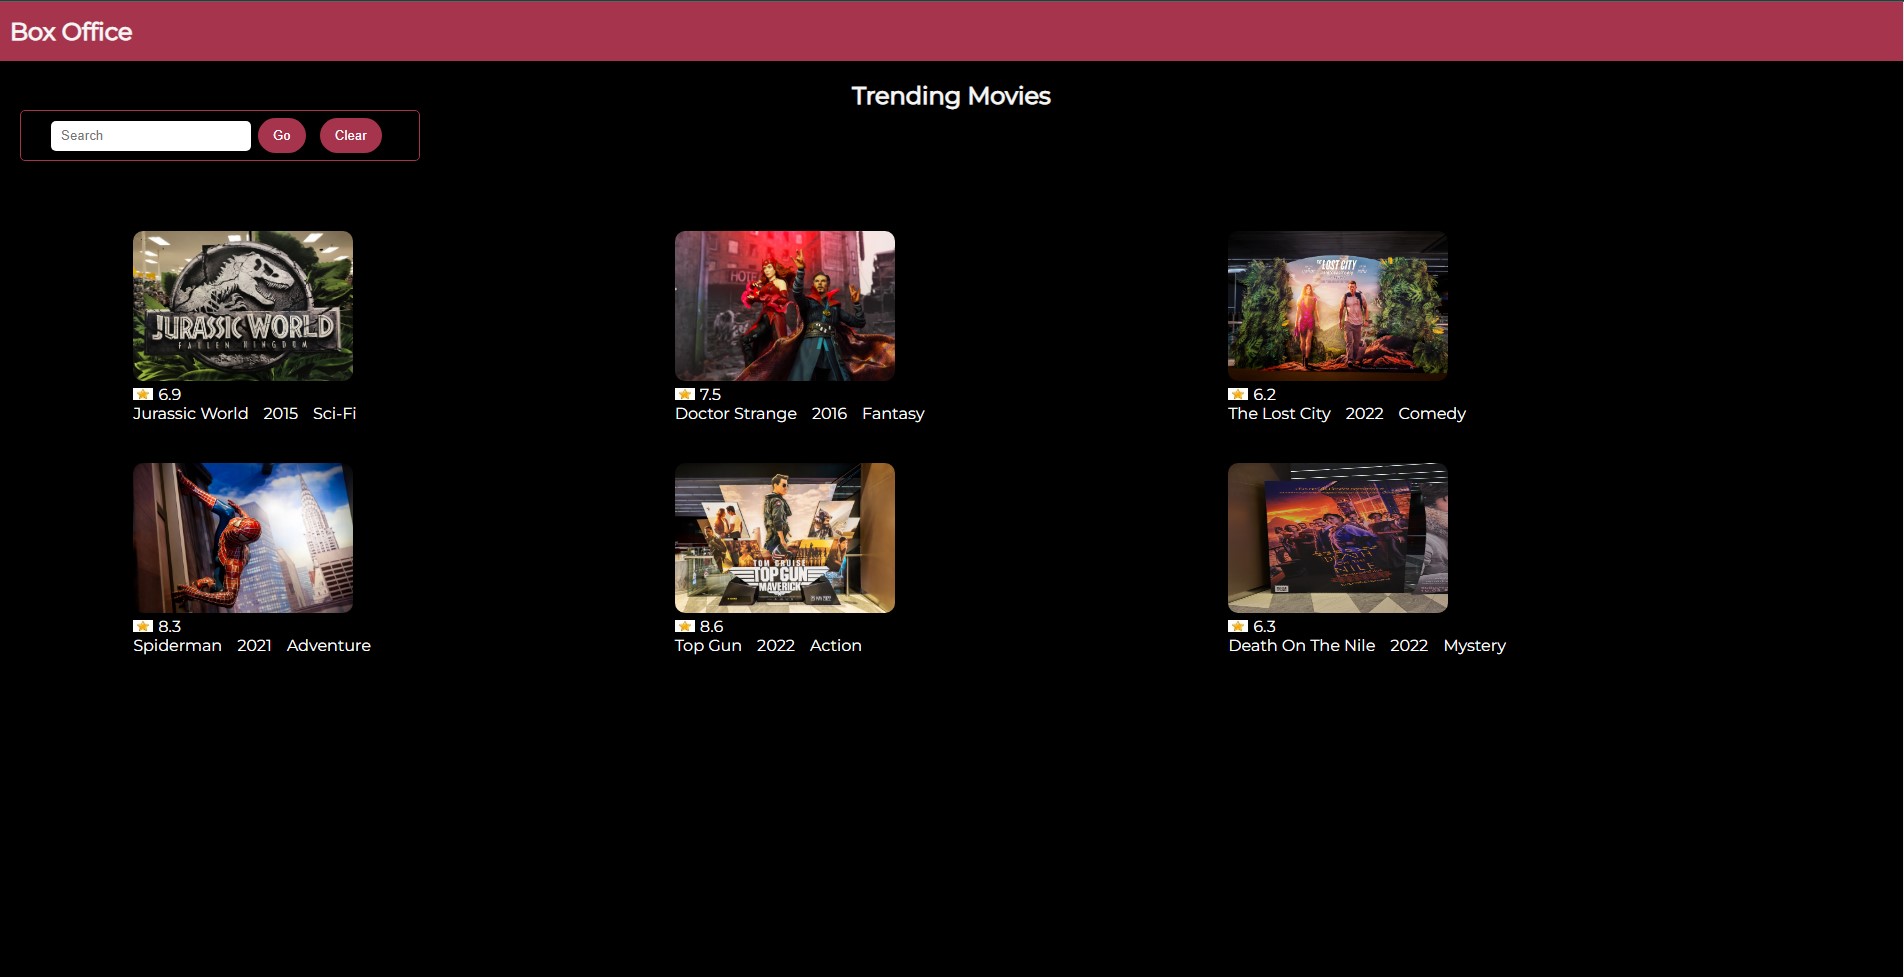 Box Office
Trending Movies
Search
Go
Clear
JURASSIC WORLD
FALLEN KINGDOM
6.9
Jurassic World 2015 Sci-Fi
HOTE
7.5
Doctor Strange 2016 Fantasy
THE LOST CITY
6.2
The Lost City 2022 Comedy
8.3
Spiderman 2021 Adventure
TOM CRUISE
TOP GUN
MAVERICK
8.6
Top Gun 2022 Action
DEATH
NILE
6.3
Death On The Nile 2022 Mystery